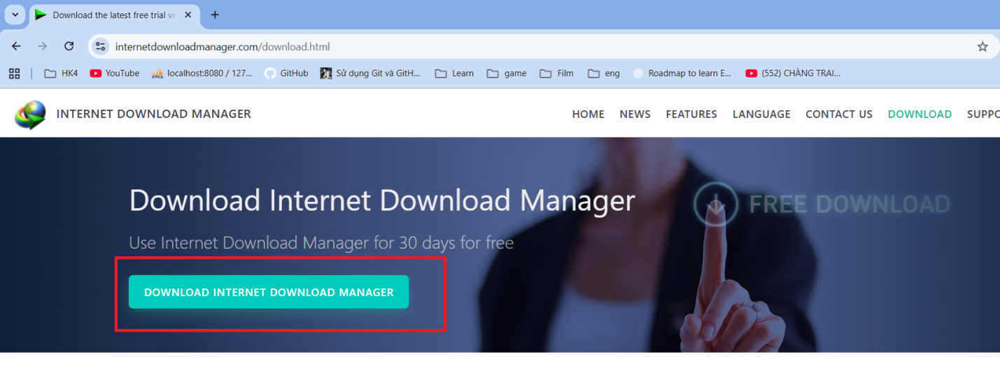 Download the latest free trial ve
internetdownloadmanager.com/download.html
HK4 YouTube localhost:8080 / 127... GitHub Sử dụng Git và GitH... Learn game Film eng Roadmap to learn E... (552) CHÀNG TRAI...
INTERNET DOWNLOAD MANAGER HOME NEWS FEATURES LANGUAGE CONTACT US DOWNLOAD SUPPO
Download Internet Download Manager
FREE DOWNLOAD
Use Internet Download Manager for 30 days for free
DOWNLOAD INTERNET DOWNLOAD MANAGER